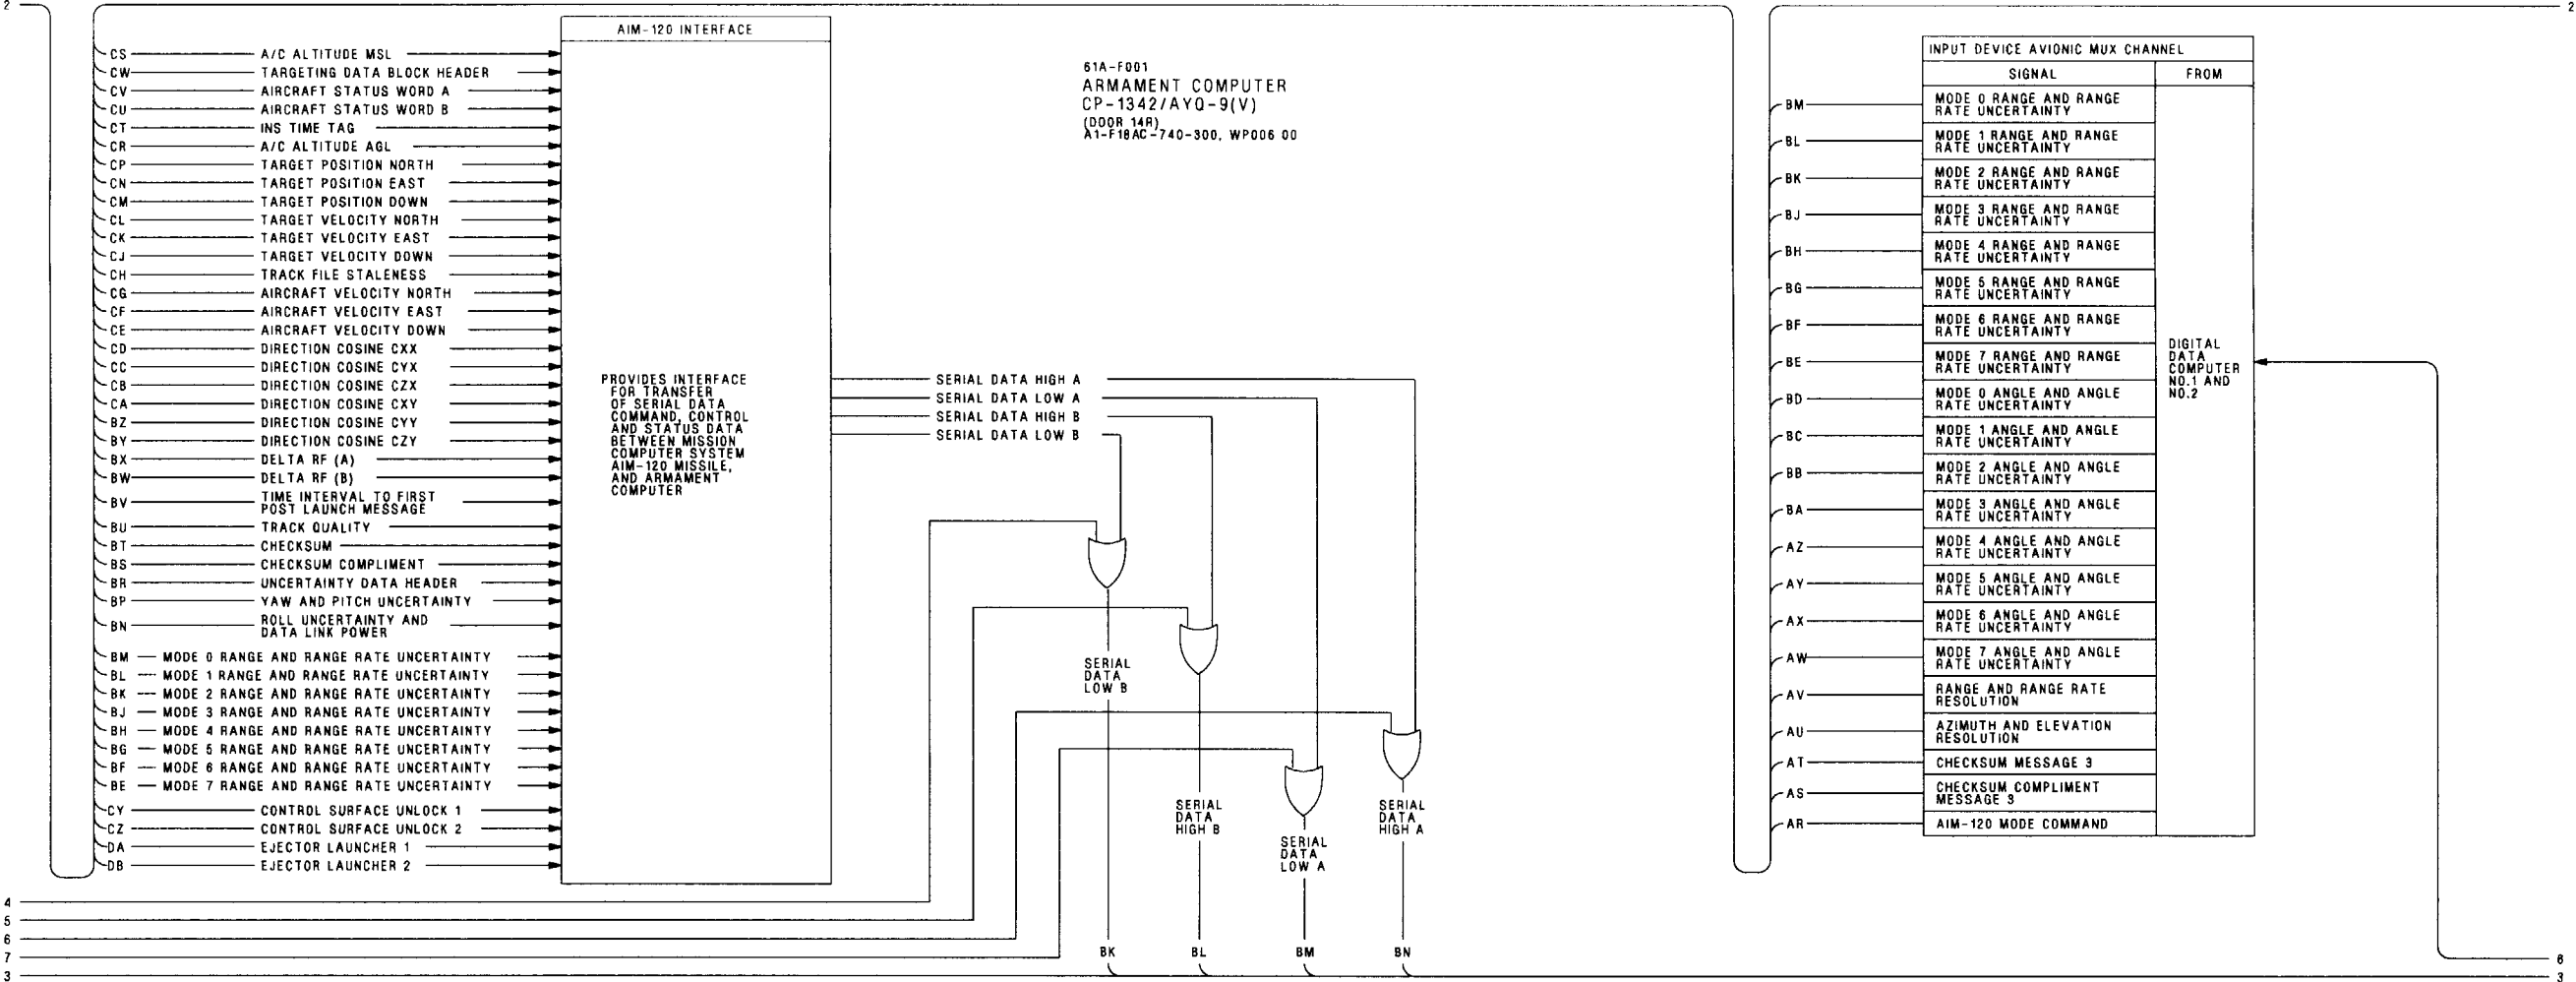 2
2
AIM-120 INTERFACE
CS A/C ALTITUDE MSL
CW TARGETING DATA BLOCK HEADER
CV AIRCRAFT STATUS WORD A
CU AIRCRAFT STATUS WORD B
CT INS TIME TAG
CR A/C ALTITUDE AGL
CP TARGET POSITION NORTH
CN TARGET POSITION EAST
CM TARGET POSITION DOWN
CL TARGET VELOCITY NORTH
CK TARGET VELOCITY EAST
CJ TARGET VELOCITY DOWN
CH TRACK FILE STALENESS
CG AIRCRAFT VELOCITY NORTH
CF AIRCRAFT VELOCITY EAST
CE AIRCRAFT VELOCITY DOWN
CD DIRECTION COSINE CXX
CC DIRECTION COSINE CYX
CB DIRECTION COSINE CZX
CA DIRECTION COSINE CXY
BZ DIRECTION COSINE CYY
BY DIRECTION COSINE CZY
BX DELTA RF (A)
BW DELTA RF (B)
BV TIME INTERVAL TO FIRST
POST LAUNCH MESSAGE
BU TRACK QUALITY
BT CHECKSUM
BS CHECKSUM COMPLIMENT
BR UNCERTAINTY DATA HEADER
BP YAW AND PITCH UNCERTAINTY
BN ROLL UNCERTAINTY AND
DATA LINK POWER
BM MODE 0 RANGE AND RANGE RATE UNCERTAINTY
BL MODE 1 RANGE AND RANGE RATE UNCERTAINTY
BK MODE 2 RANGE AND RANGE RATE UNCERTAINTY
BJ MODE 3 RANGE AND RANGE RATE UNCERTAINTY
BH MODE 4 RANGE AND RANGE RATE UNCERTAINTY
BG MODE 5 RANGE AND RANGE RATE UNCERTAINTY
BF MODE 6 RANGE AND RANGE RATE UNCERTAINTY
BE MODE 7 RANGE AND RANGE RATE UNCERTAINTY
CY CONTROL SURFACE UNLOCK 1
CZ CONTROL SURFACE UNLOCK 2
DA EJECTOR LAUNCHER 1
DB EJECTOR LAUNCHER 2
PROVIDES INTERFACE
FOR TRANSFER
OF SERIAL DATA
COMMAND, CONTROL
AND STATUS DATA
BETWEEN MISSION
COMPUTER SYSTEM
AIM-120 MISSILE,
AND ARMAMENT
COMPUTER
61A-F001
ARMAMENT COMPUTER
CP-1342/AYQ-9(V)
(DOOR 14R)
A1-F18AC-740-300, WP006 00
SERIAL DATA HIGH A
SERIAL DATA LOW A
SERIAL DATA HIGH B
SERIAL DATA LOW B
SERIAL
DATA
LOW B
SERIAL
DATA
HIGH B
SERIAL
DATA
LOW A
SERIAL
DATA
HIGH A
BK BL BM BN
INPUT DEVICE AVIONIC MUX CHANNEL
SIGNAL FROM
BM MODE 0 RANGE AND RANGE
RATE UNCERTAINTY
BL MODE 1 RANGE AND RANGE
RATE UNCERTAINTY
BK MODE 2 RANGE AND RANGE
RATE UNCERTAINTY
BJ MODE 3 RANGE AND RANGE
RATE UNCERTAINTY
BH MODE 4 RANGE AND RANGE
RATE UNCERTAINTY
BG MODE 5 RANGE AND RANGE
RATE UNCERTAINTY
BF MODE 6 RANGE AND RANGE
RATE UNCERTAINTY
BE MODE 7 RANGE AND RANGE
RATE UNCERTAINTY
BD MODE 0 ANGLE AND ANGLE
RATE UNCERTAINTY
BC MODE 1 ANGLE AND ANGLE
RATE UNCERTAINTY
BB MODE 2 ANGLE AND ANGLE
RATE UNCERTAINTY
BA MODE 3 ANGLE AND ANGLE
RATE UNCERTAINTY
AZ MODE 4 ANGLE AND ANGLE
RATE UNCERTAINTY
AY MODE 5 ANGLE AND ANGLE
RATE UNCERTAINTY
AX MODE 6 ANGLE AND ANGLE
RATE UNCERTAINTY
AW MODE 7 ANGLE AND ANGLE
RATE UNCERTAINTY
AV RANGE AND RANGE RATE
RESOLUTION
AU AZIMUTH AND ELEVATION
RESOLUTION
AT CHECKSUM MESSAGE 3
AS CHECKSUM COMPLIMENT
MESSAGE 3
AR AIM-120 MODE COMMAND
DIGITAL
DATA
COMPUTER
NO.1 AND
NO.2
4
5
6
7
3
6
3